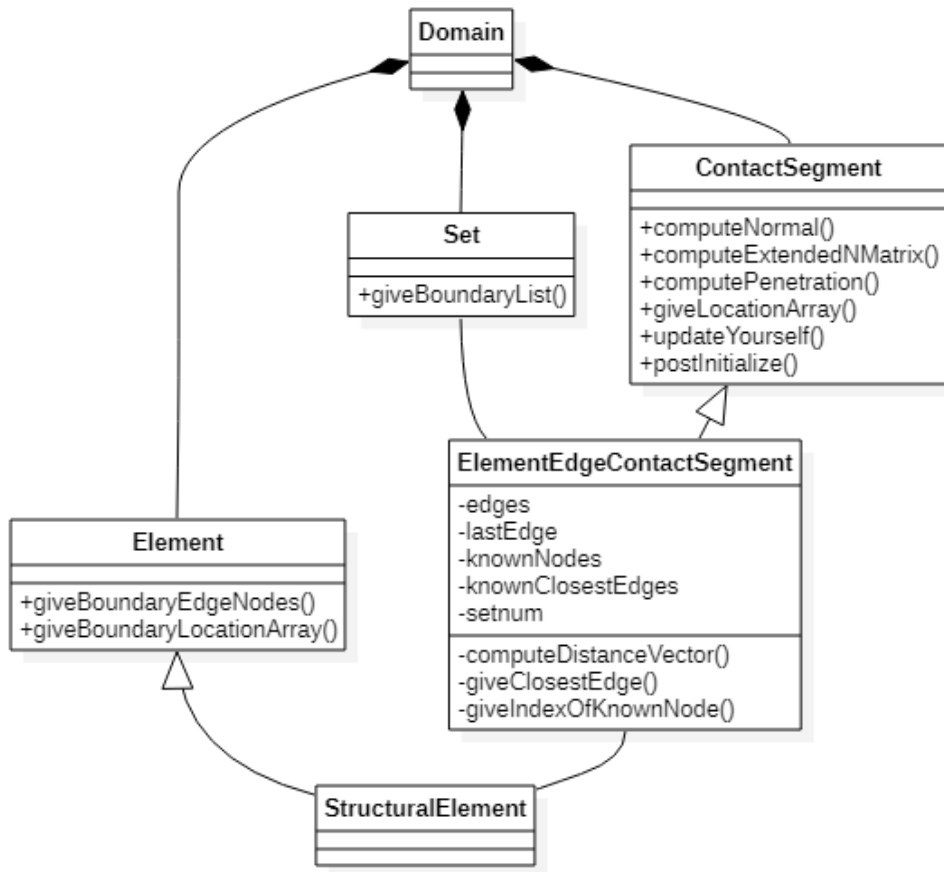 Domain
ContactSegment
+computeNormal()
+computeExtendedNMatrix()
+computePenetration()
+giveLocationArray()
+updateYourself()
+postInitialize()
Set
+giveBoundaryList()
ElementEdgeContactSegment
-edges
-lastEdge
-knownNodes
-knownClosestEdges
-setnum
-computeDistanceVector()
-giveClosestEdge()
-giveIndexOfKnownNode()
Element
+giveBoundaryEdgeNodes()
+giveBoundaryLocationArray()
StructuralElement